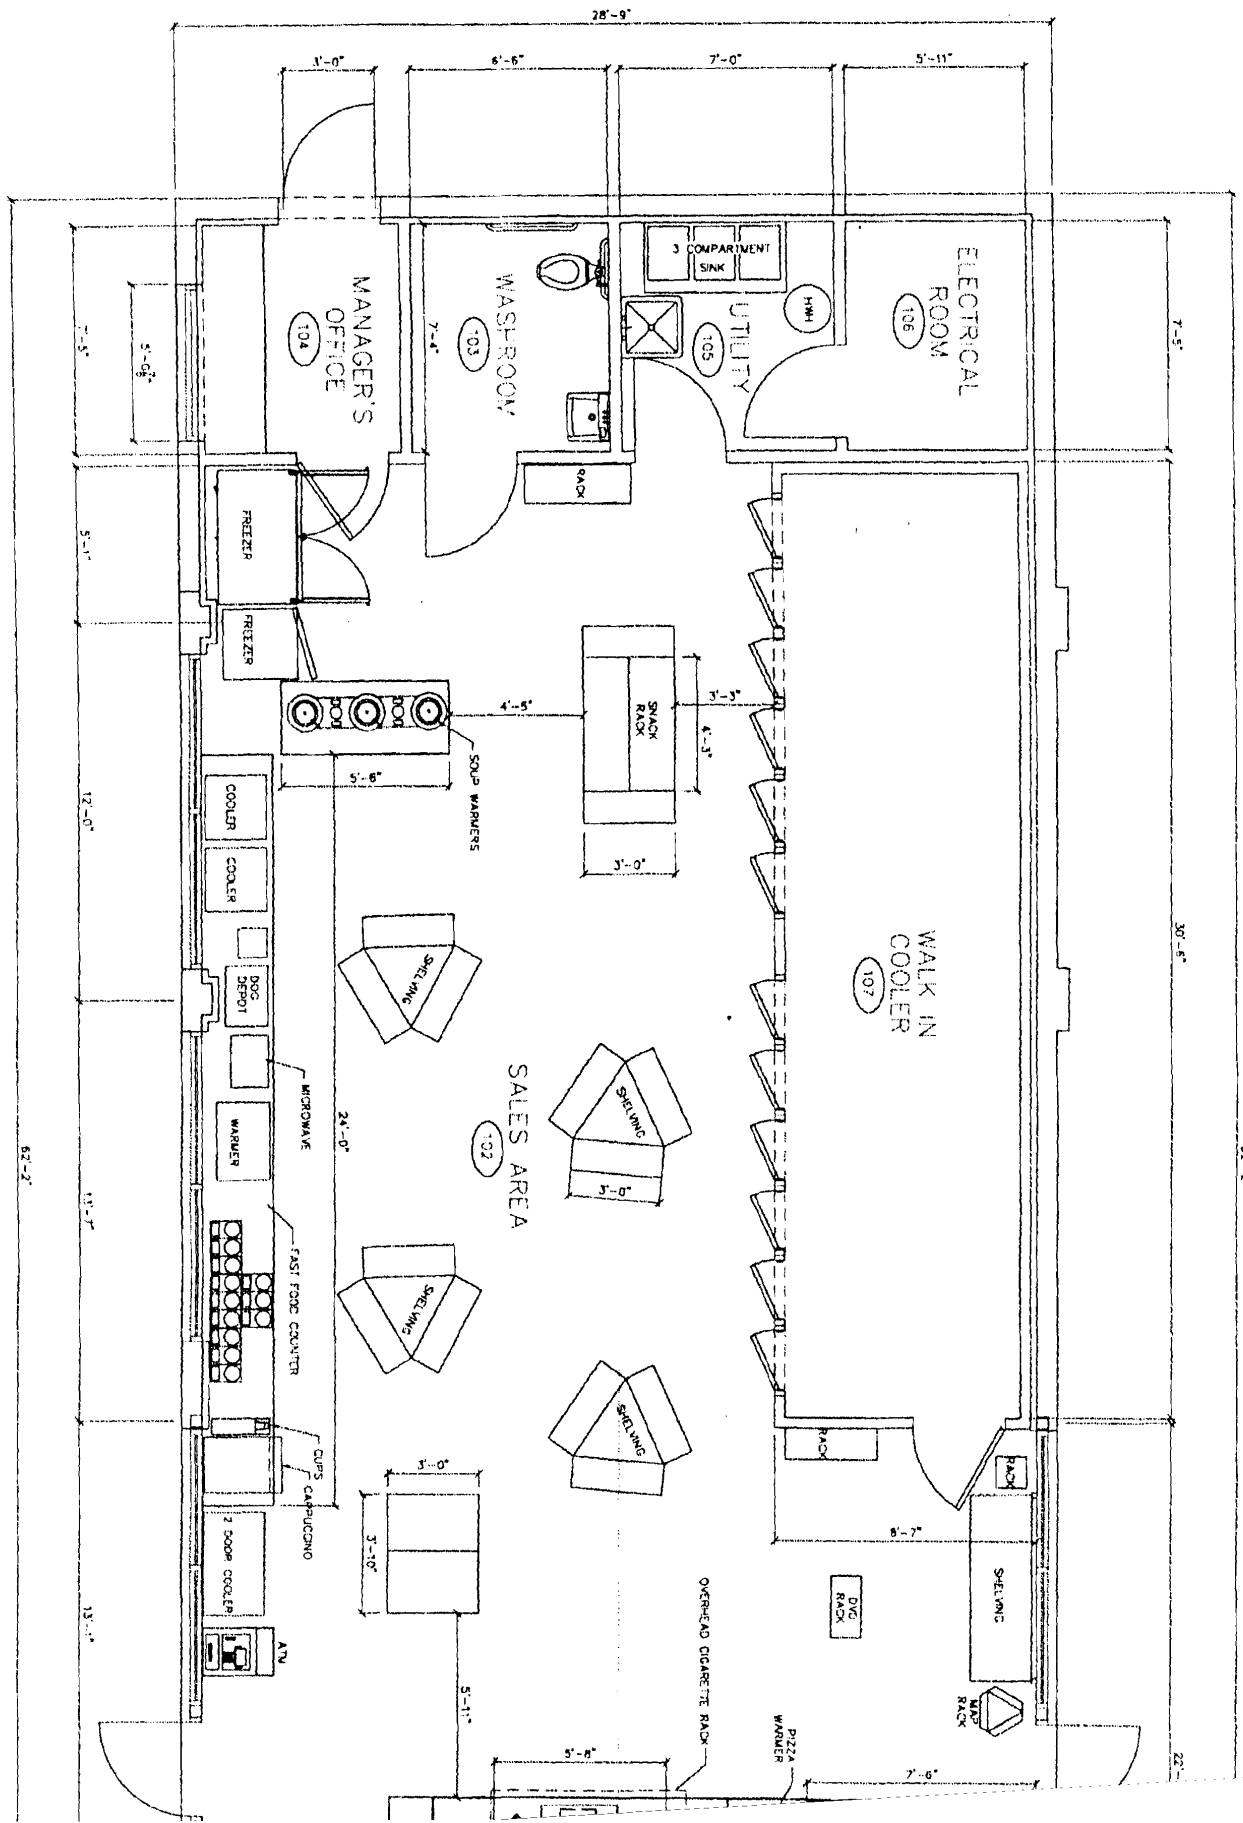 28'-9"
3'-0"
6'-6"
7'-0"
5'-11"
3 COMPARTMENT
SINK
HWH
ELECTRICAL
ROOM
106
UTILITY
105
WASHROOM
103
MANAGER'S
OFFICE
104
7'-5"
7'-4"
7'-5"
RACK
FREEZER
FREEZER
5'-1"
4'-5"
SNACK
RACK
3'-3"
4'-3"
3'-0"
5'-6"
SOUP WARMERS
12'-0"
COOLER
COOLER
DOG
DEPOT
MICROWAVE
WARMER
24'-0"
FAST FOOD COUNTER
SHELVING
SHELVING
3'-0"
SALES AREA
102
WALK IN
COOLER
107
30'-6"
62'-2"
13'-7"
SHELVING
SHELVING
CUPS
CAPPUCCINO
2 DOOR COOLER
ATM
3'-0"
3'-10"
RACK
RACK
8'-7"
SHELVING
DVD
RACK
MAP
RACK
13'-1"
5'-11"
5'-8"
OVERHEAD CIGARETTE RACK
PIZZA
WARMER
7'-6"